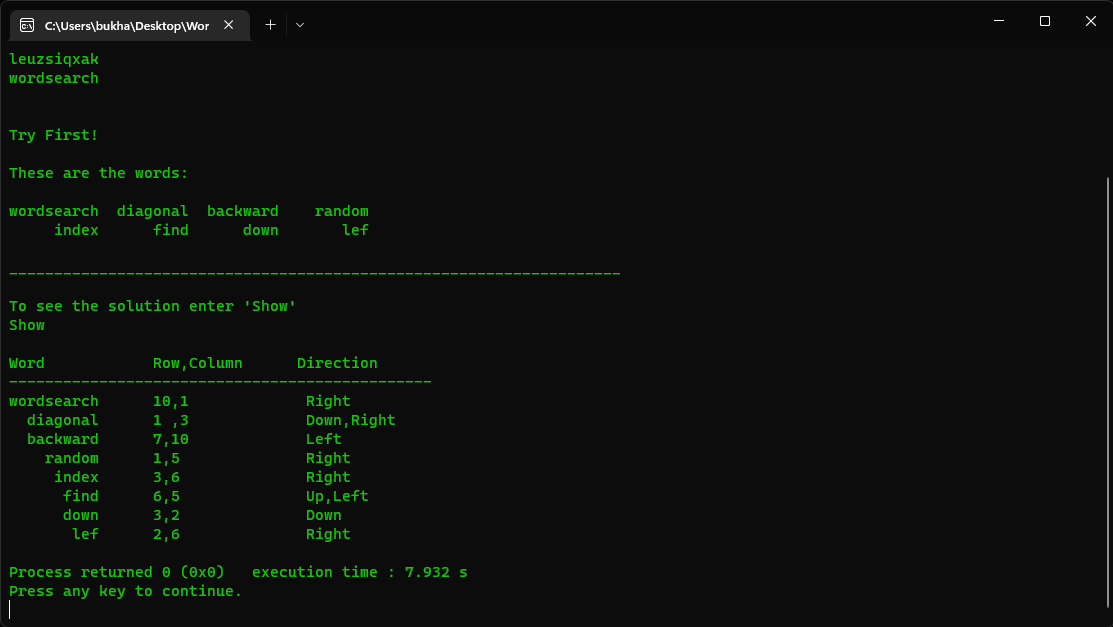 C:\Users\bukha\Desktop\Wor
leuzsiqxak
wordsearch
Try First!
These are the words:
wordsearch  diagonal  backward    random
     index      find      down       lef
--------------------------------------------------------------------
To see the solution enter 'Show'
Show
Word            Row,Column      Direction
-----------------------------------------------
wordsearch      10,1             Right
  diagonal      1 ,3             Down,Right
  backward      7,10             Left
    random      1,5              Right
     index      3,6              Right
      find      6,5              Up,Left
      down      3,2              Down
       lef      2,6              Right
Process returned 0 (0x0)   execution time : 7.932 s
Press any key to continue.